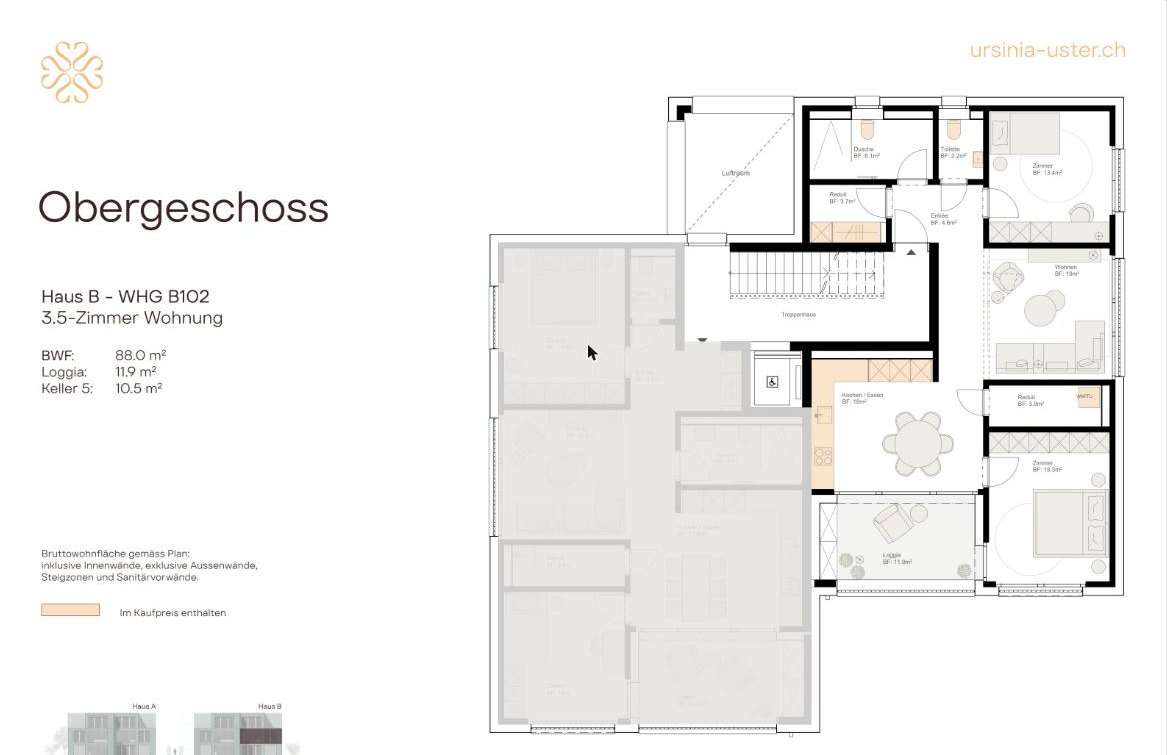 ursinia-uster.ch
Obergeschoss
Haus B - WHG B102
3.5-Zimmer Wohnung
BWF: 88.0 m²
Loggia: 11.9 m²
Keller 5: 10.5 m²
Bruttowohnfläche gemäss Plan:
inklusive Innenwände, exklusive Aussenwände,
Steigzonen und Sanitärvorwände.
Im Kaufpreis enthalten
Haus A
Haus B
Luftraum
Dusche
BF: 6.1m²
Toilette
BF: 2.2m²
Zimmer
BF: 13.4m²
Reduit
BF: 3.7m²
Entrée
BF: 4.6m²
Wohnen
BF: 19m²
Treppenhaus
Kochen / Essen
BF: 18m²
Reduit
BF: 3.9m²
WM/TU
Zimmer
BF: 15.3m²
Loggia
BF: 11.9m²